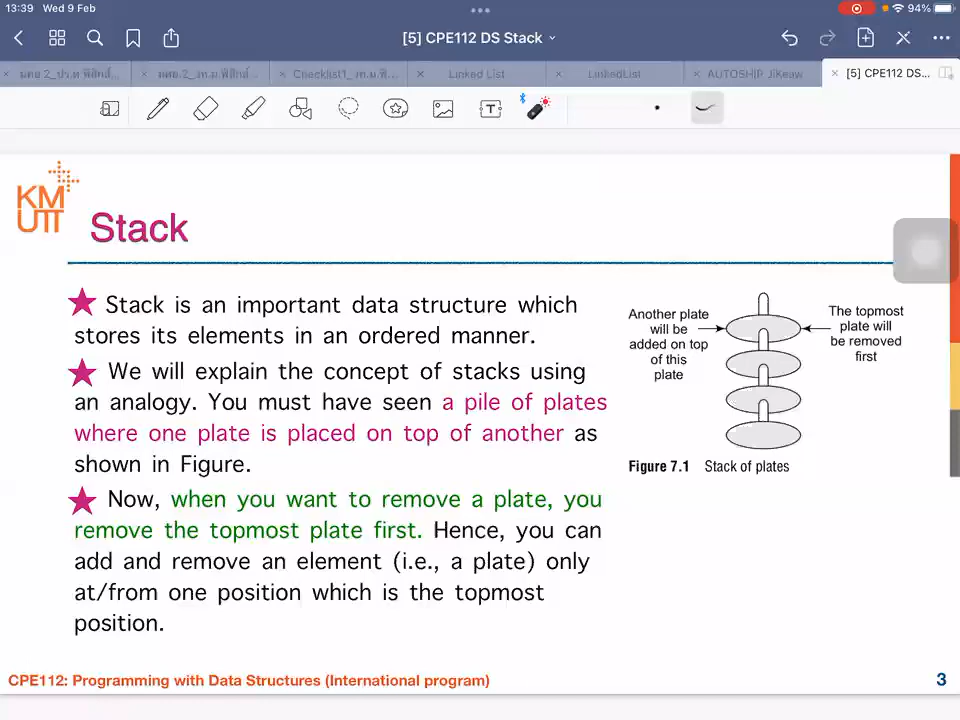 13:39 Wed 9 Feb
94%
[5] CPE112 DS Stack
Linked List
LinkedList
AUTOSHIP JiKeaw
[5] CPE112 DS...
T
KM
UTT
Stack
Stack is an important data structure which
stores its elements in an ordered manner.
We will explain the concept of stacks using
an analogy. You must have seen a pile of plates
where one plate is placed on top of another as
shown in Figure.
Now, when you want to remove a plate, you
remove the topmost plate first. Hence, you can
add and remove an element (i.e., a plate) only
at/from one position which is the topmost
position.
Another plate
will be
added on top
of this
plate
The topmost
plate will
be removed
first
Figure 7.1 Stack of plates
CPE112: Programming with Data Structures (International program)
3